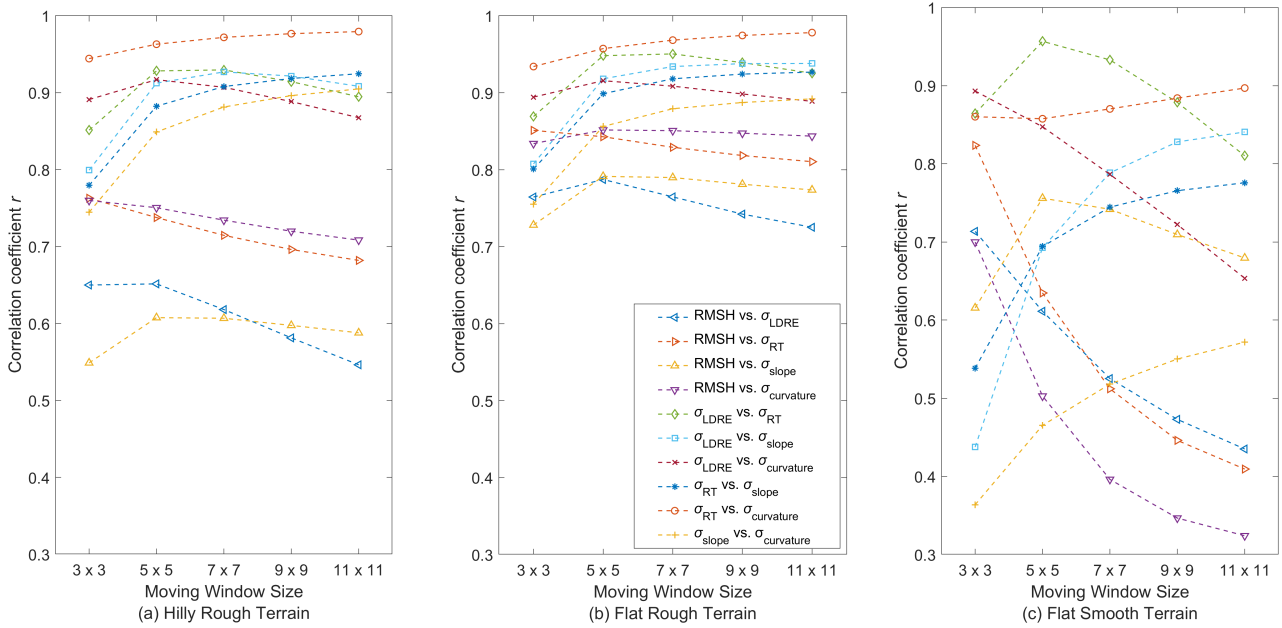 1
0.9
0.8
0.7
0.6
0.5
0.4
0.3
Correlation coefficient r
3 x 3
5 x 5
7 x 7
9 x 9
11 x 11
Moving Window Size
(a) Hilly Rough Terrain
1
0.9
0.8
0.7
0.6
0.5
0.4
0.3
Correlation coefficient r
RMSH vs. σLDRE
RMSH vs. σRT
RMSH vs. σslope
RMSH vs. σcurvature
σLDRE vs. σRT
σLDRE vs. σslope
σLDRE vs. σcurvature
σRT vs. σslope
σRT vs. σcurvature
σslope vs. σcurvature
3 x 3
5 x 5
7 x 7
9 x 9
11 x 11
Moving Window Size
(b) Flat Rough Terrain
1
0.9
0.8
0.7
0.6
0.5
0.4
0.3
Correlation coefficient r
3 x 3
5 x 5
7 x 7
9 x 9
11 x 11
Moving Window Size
(c) Flat Smooth Terrain